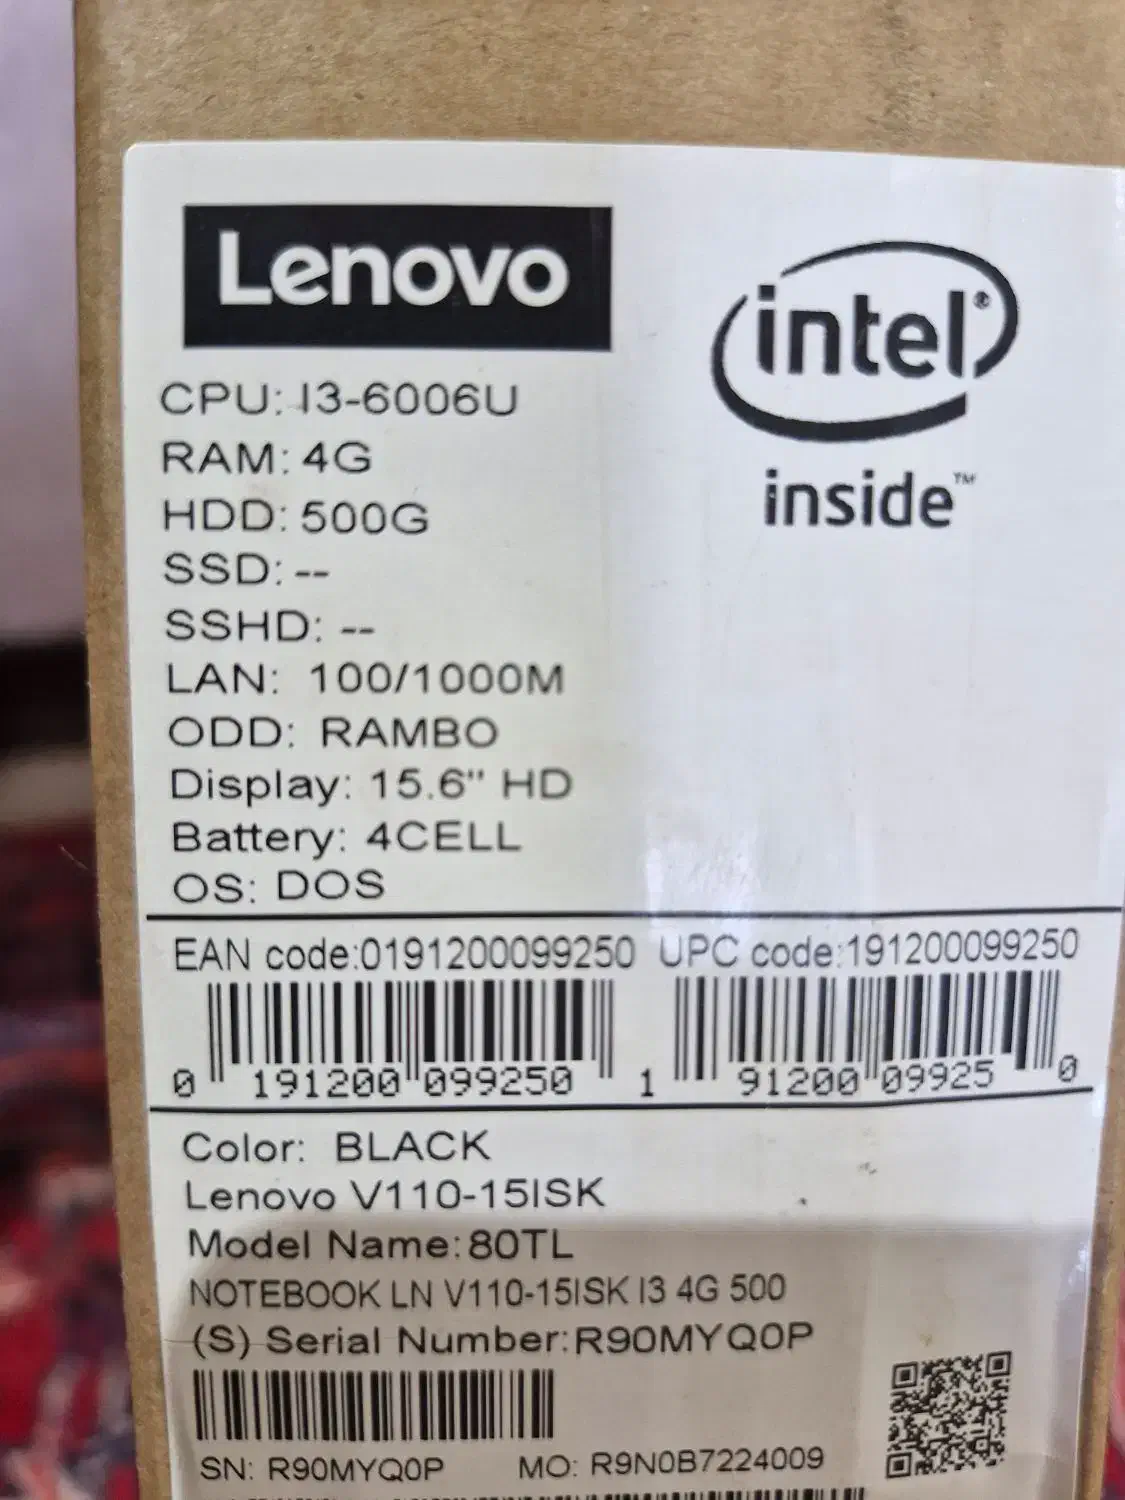 Lenovo
intel®
inside™
CPU: I3-6006U
RAM: 4G
HDD: 500G
SSD: --
SSHD: --
LAN: 100/1000M
ODD: RAMBO
Display: 15.6" HD
Battery: 4CELL
OS: DOS
EAN code:0191200099250 UPC code:191200099250
0 191200 099250 1 91200 09925 0
Color: BLACK
Lenovo V110-15ISK
Model Name:80TL
NOTEBOOK LN V110-15ISK I3 4G 500
(S) Serial Number:R90MYQ0P
SN: R90MYQ0P MO: R9N0B7224009